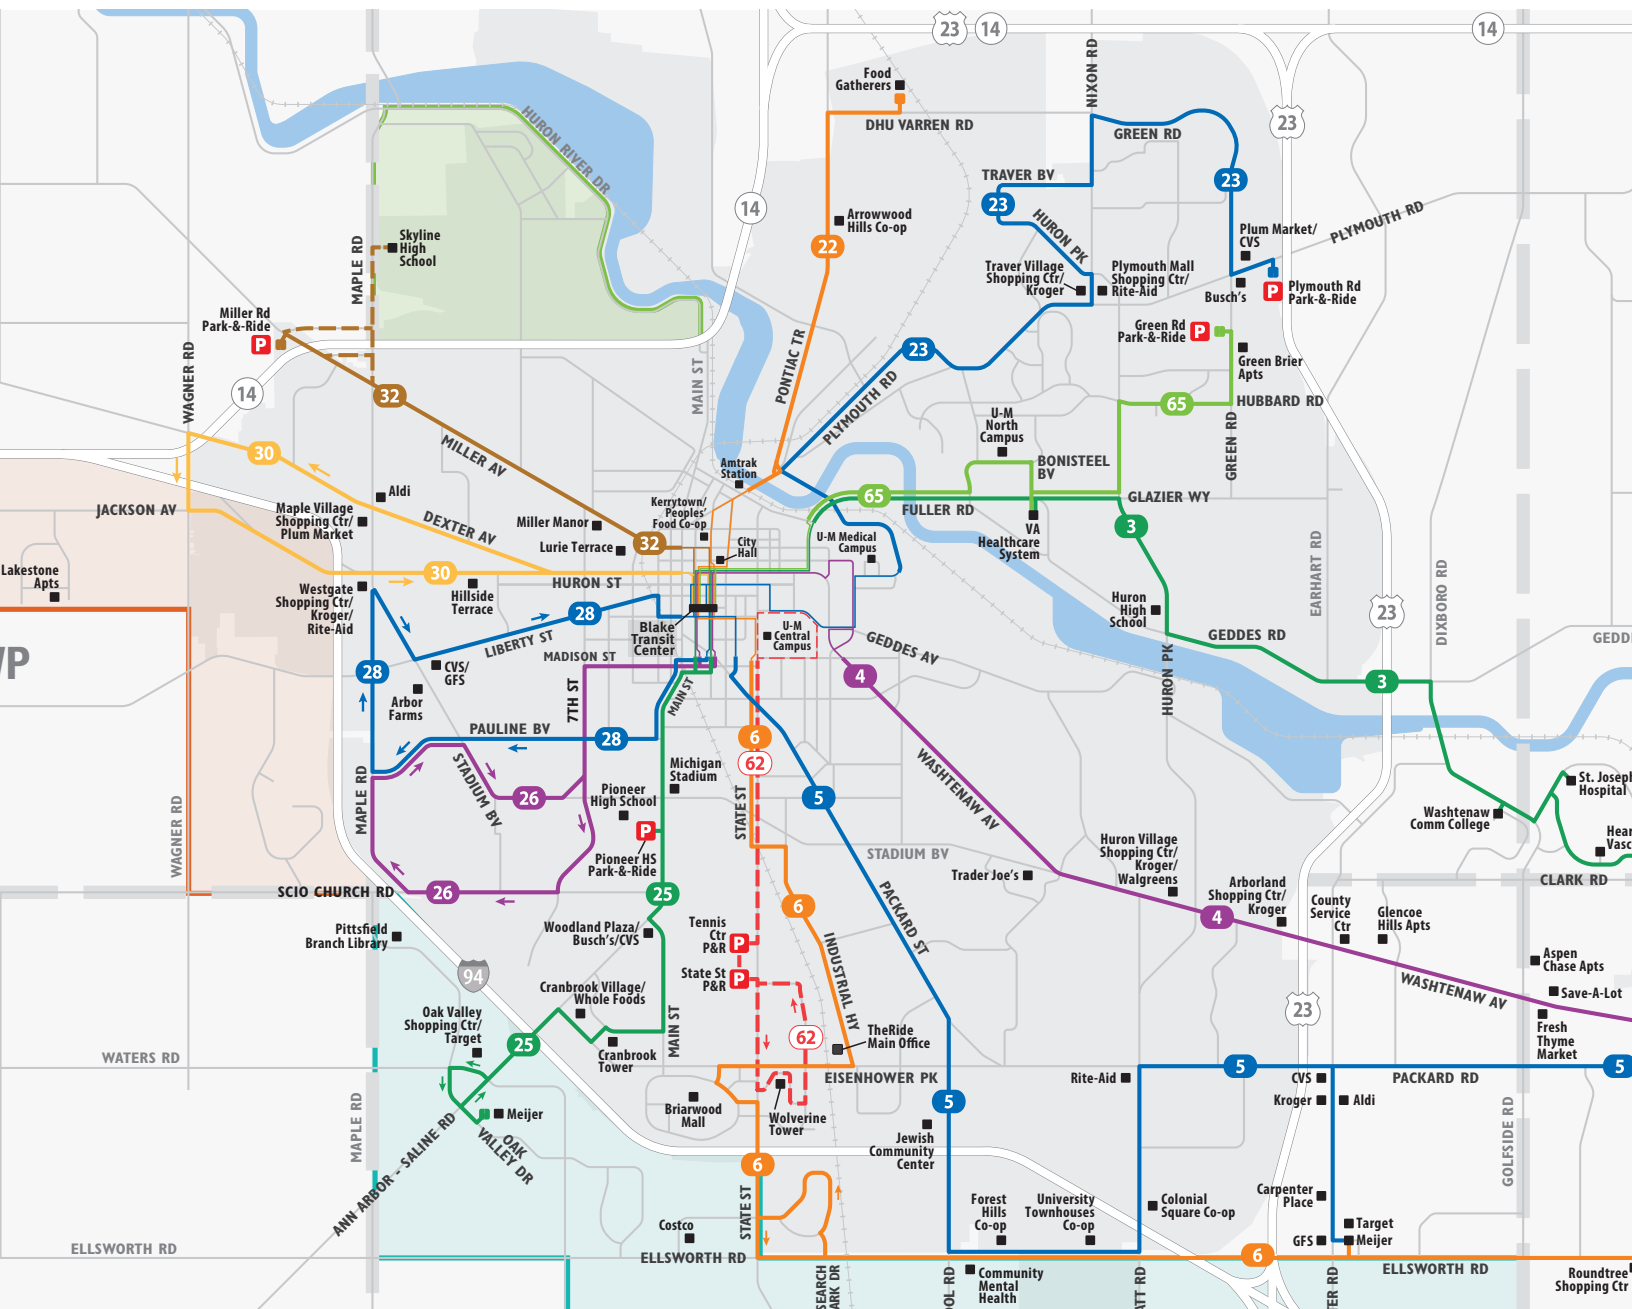 23
14
14
Food
Gatherers
NIXON RD
DHU VARREN RD
GREEN RD
23
HURON RIVER DR
TRAVER BV
23
23
14
Arrowwood
Hills Co-op
22
HURON PK
PLYMOUTH RD
Plum Market/
CVS
Skyline
High
School
MAPLE RD
Traver Village
Shopping Ctr/
Kroger
Plymouth Mall
Shopping Ctr/
Rite-Aid
Busch's
P
Plymouth Rd
Park-&-Ride
Miller Rd
Park-&-Ride
P
Green Rd
Park-&-Ride
P
Green Brier
Apts
WAGNER RD
14
32
MAIN ST
PONTIAC TR
23
PLYMOUTH RD
65
HUBBARD RD
GREEN RD
U-M
North
Campus
BONISTEEL
BV
MILLER AV
30
Amtrak
Station
Aldi
65
FULLER RD
GLAZIER WY
JACKSON AV
Maple Village
Shopping Ctr/
Plum Market
DEXTER AV
Miller Manor
Kerrytown/
Peoples'
Food Co-op
VA
Healthcare
System
3
Lurie Terrace
32
City
Hall
U-M Medical
Campus
EARHART RD
DIXBORO RD
Lakestone
Apts
30
HURON ST
Westgate
Shopping Ctr/
Kroger/
Rite-Aid
Hillside
Terrace
28
Blake
Transit
Center
U-M
Central
Campus
Huron
High
School
23
GEDDES RD
GEDD
LIBERTY ST
MADISON ST
GEDDES AV
WP
28
CVS/
GFS
4
3
Arbor
Farms
7TH ST
MAIN ST
HURON PK
PAULINE BV
28
6
62
STADIUM BV
Michigan
Stadium
WASHTENAW AV
26
Pioneer
High School
STATE ST
5
St. Joseph
Hospital
WAGNER RD
MAPLE RD
P
Pioneer HS
Park-&-Ride
Washtenaw
Comm College
Hear
Vasc
STADIUM BV
Huron Village
Shopping Ctr/
Kroger/
Walgreens
Trader Joe's
CLARK RD
SCIO CHURCH RD
26
25
6
PACKARD ST
Arborland
Shopping Ctr/
Kroger
4
County
Service
Ctr
Glencoe
Hills Apts
Pittsfield
Branch Library
Woodland Plaza/
Busch's/CVS
Tennis
Ctr
P&R
P
State St
P&R
P
INDUSTRIAL HY
Aspen
Chase Apts
94
Cranbrook Village/
Whole Foods
WASHTENAW AV
Save-A-Lot
23
Fresh
Thyme
Market
Oak Valley
Shopping Ctr/
Target
25
MAIN ST
62
TheRide
Main Office
WATERS RD
Cranbrook
Tower
EISENHOWER PK
Rite-Aid
5
CVS
PACKARD RD
5
Kroger
Aldi
Meijer
Briarwood
Mall
Wolverine
Tower
5
Jewish
Community
Center
MAPLE RD
ANN ARBOR - SALINE RD
OAK
VALLEY DR
GOLFSIDE RD
6
STATE ST
Carpenter
Place
Forest
Hills
Co-op
University
Townhouses
Co-op
Colonial
Square Co-op
Costco
Target
GFS
Meijer
ELLSWORTH RD
ELLSWORTH RD
6
ELLSWORTH RD
Community
Mental
Health
Roundtree
Shopping Ctr
SEARCH
ARK DR
OOL RD
ATT RD
TER RD